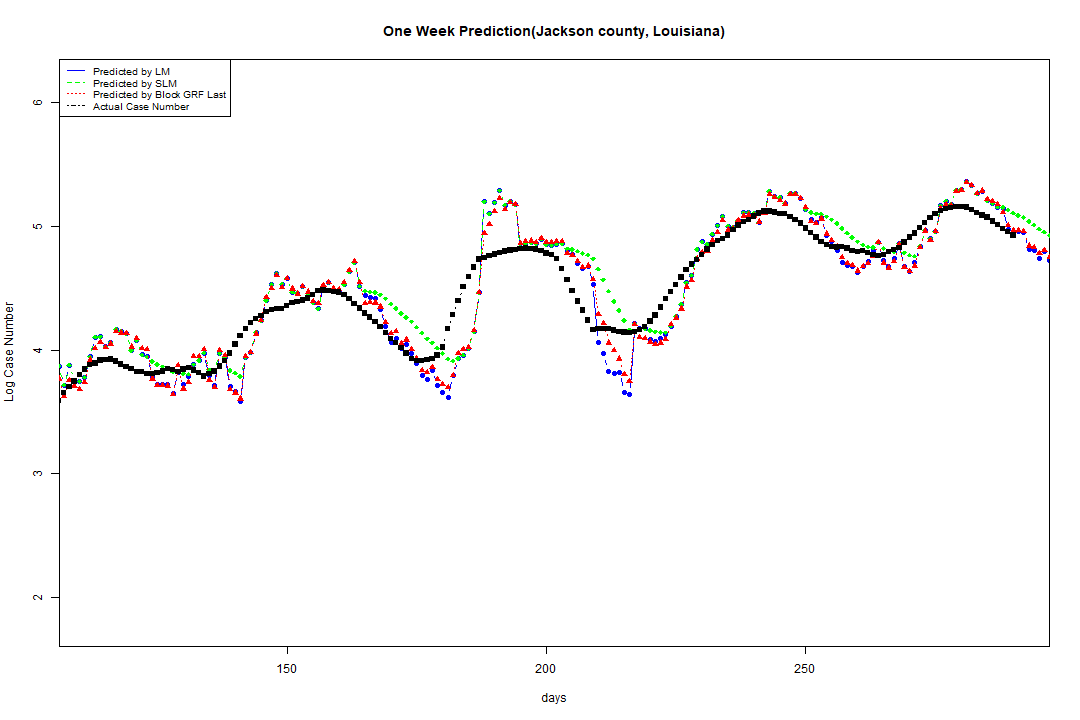 One Week Prediction(Jackson county, Louisiana)
Predicted by LM
Predicted by SLM
Predicted by Block GRF Last
Actual Case Number
6
5
4
3
2
Log Case Number
150 200 250
days